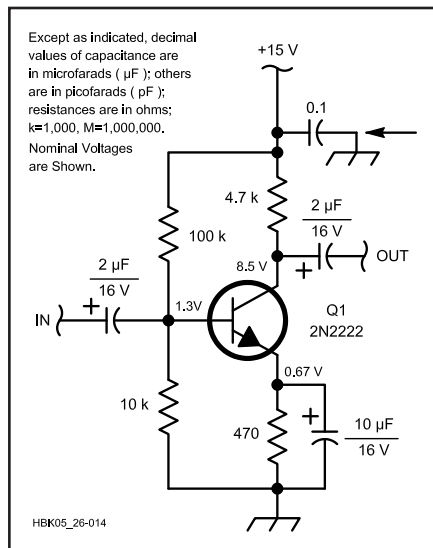 Except as indicated, decimal
values of capacitance are
in microfarads ( µF ); others
are in picofarads ( pF );
resistances are in ohms;
k=1,000, M=1,000,000.
Nominal Voltages
are Shown.
+15 V
0.1
4.7 k
100 k
2 µF
16 V
+
OUT
8.5 V
2 µF
16 V
+
IN
1.3V
Q1
2N2222
0.67 V
10 k
470
+
10 µF
16 V
HBK05_26-014